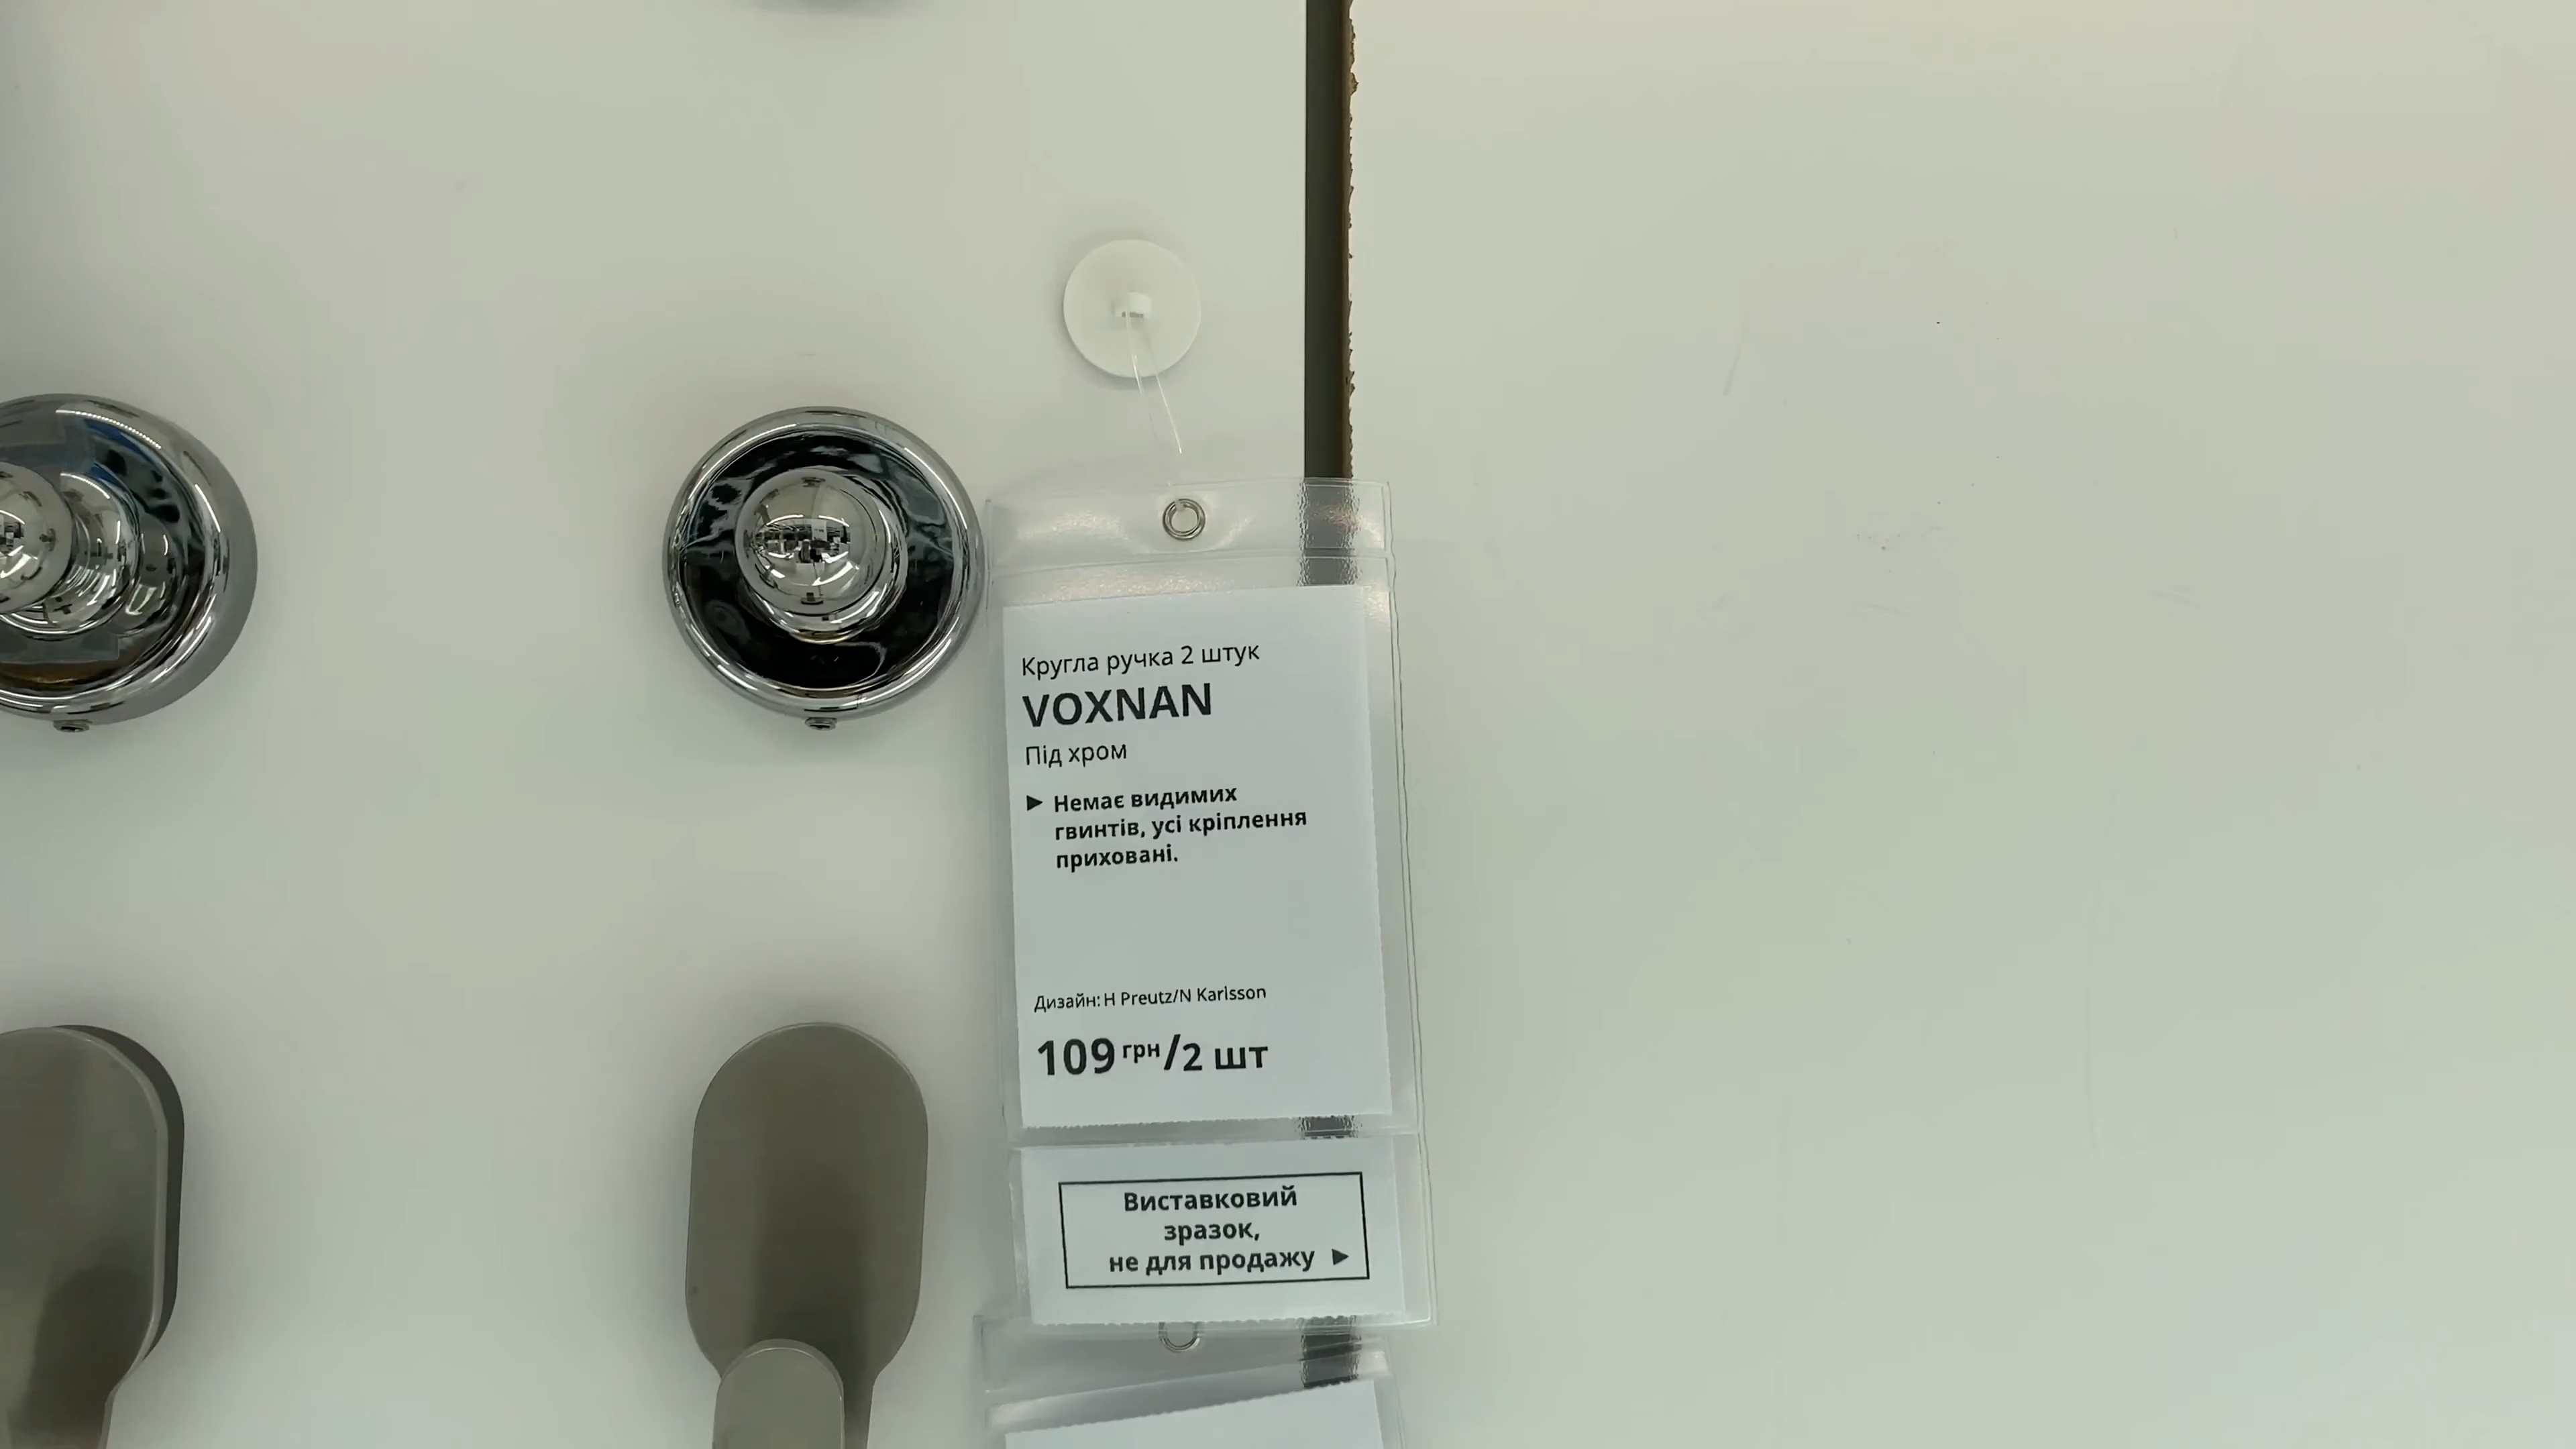 Кругла ручка 2 штук
VOXNAN
Під хром
► Немає видимих
гвинтів, усі кріплення
приховані.
Дизайн: H Preutz/N Karlsson
109 грн/2 шт
Виставковий
зразок,
не для продажу ►